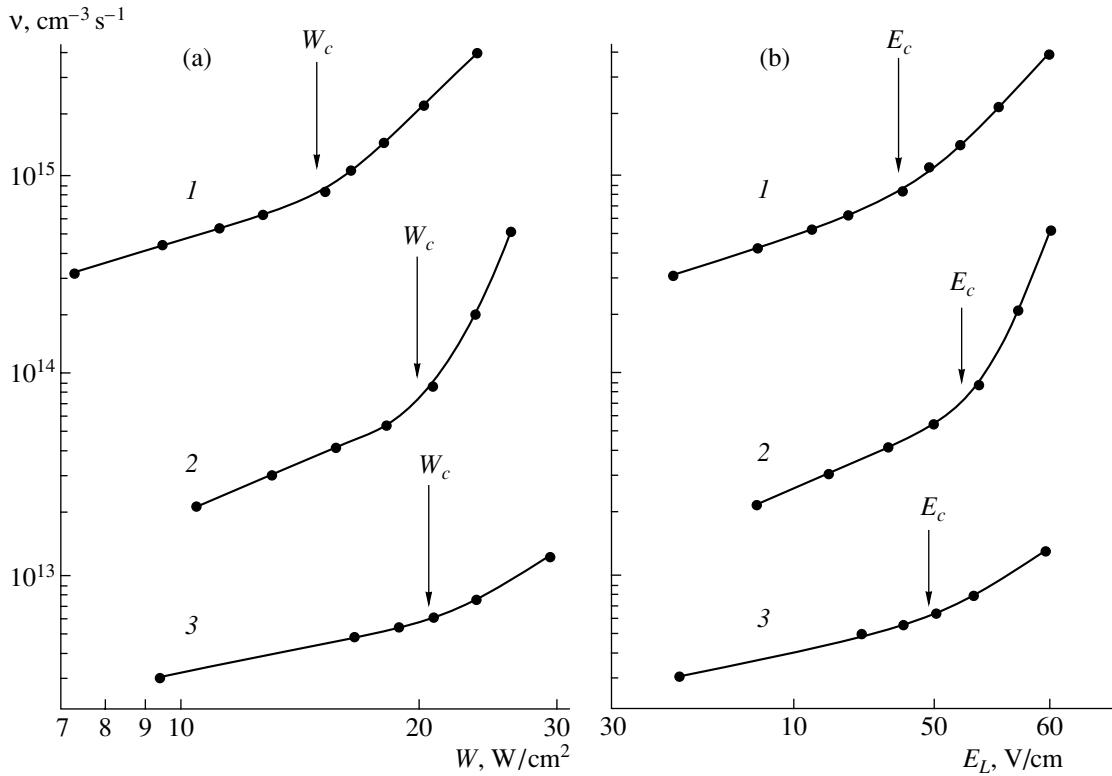 ν, cm⁻³ s⁻¹
(a)
W_c
(b)
E_c
10¹⁵
1
1
W_c
E_c
10¹⁴
2
W_c
2
E_c
10¹³
3
3
7 8 9 10 20 30
30 10 50 60
W, W/cm²
E_L, V/cm